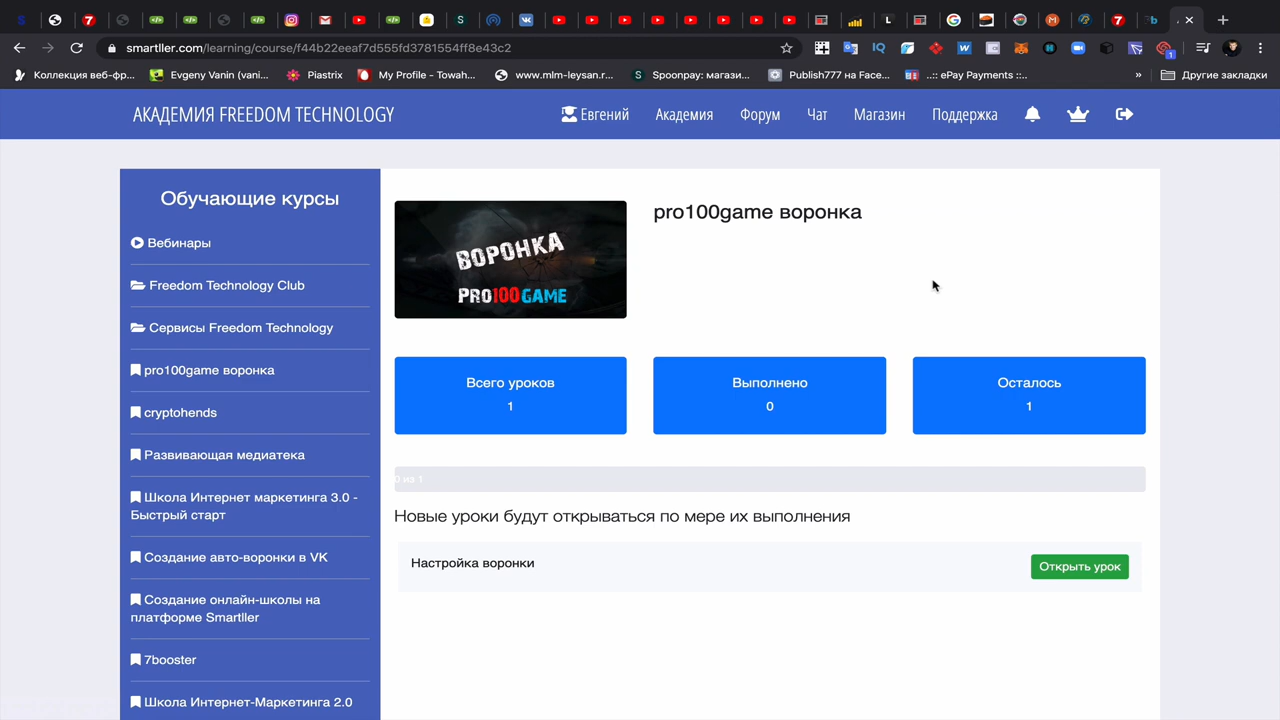 smartller.com/learning/course/f44b22eeaf7d555fd3781554ff8e43c2
Коллекция веб-фр...
Evgeny Vanin (vani...
Piastrix
My Profile - Towah...
www.mlm-leysan.r...
Spoonpay: магази...
Publish777 на Face...
..:: ePay Payments ::..
»
Другие закладки
АКАДЕМИЯ FREEDOM TECHNOLOGY
Евгений
Академия
Форум
Чат
Магазин
Поддержка
Обучающие курсы
Вебинары
Freedom Technology Club
Сервисы Freedom Technology
pro100game воронка
cryptohends
Развивающая медиатека
Школа Интернет маркетинга 3.0 -
Быстрый старт
Создание авто-воронки в VK
Создание онлайн-школы на
платформе Smartller
7booster
Школа Интернет-Маркетинга 2.0
ВОРОНКА
PRO100GAME
pro100game воронка
Всего уроков
1
Выполнено
0
Осталось
1
0 из 1
Новые уроки будут открываться по мере их выполнения
Настройка воронки
Открыть урок